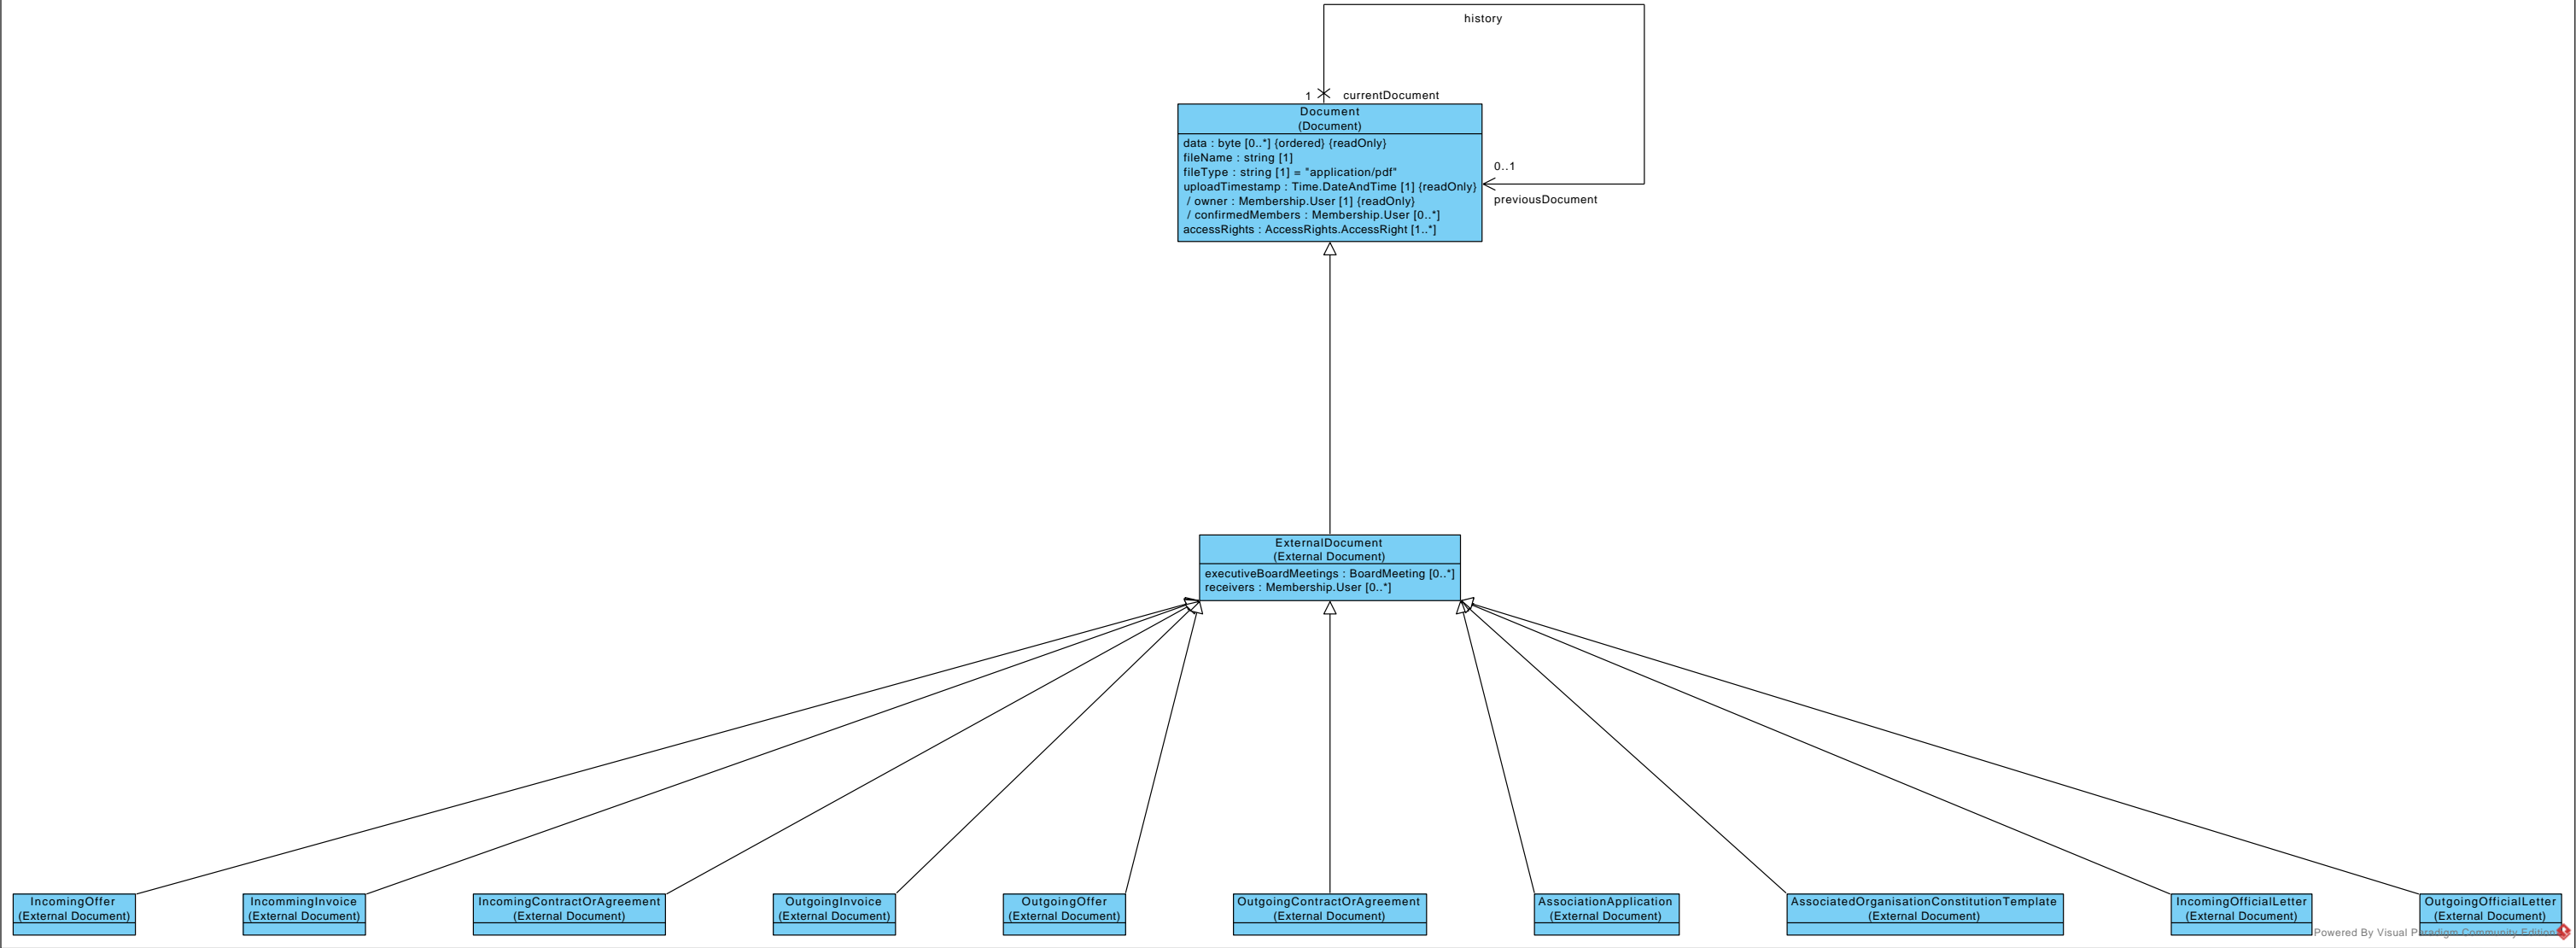 history
1
currentDocument
Document
(Document)
data : byte [0..*] {ordered} {readOnly}
fileName : string [1]
fileType : string [1] = "application/pdf"
uploadTimestamp : Time.DateAndTime [1] {readOnly}
/ owner : Membership.User [1] {readOnly}
/ confirmedMembers : Membership.User [0..*]
accessRights : AccessRights.AccessRight [1..*]
0..1
previousDocument
ExternalDocument
(External Document)
executiveBoardMeetings : BoardMeeting [0..*]
receivers : Membership.User [0..*]
IncomingOffer
(External Document)
IncommingInvoice
(External Document)
IncomingContractOrAgreement
(External Document)
OutgoingInvoice
(External Document)
OutgoingOffer
(External Document)
OutgoingContractOrAgreement
(External Document)
AssociationApplication
(External Document)
AssociatedOrganisationConstitutionTemplate
(External Document)
IncomingOfficialLetter
(External Document)
OutgoingOfficialLetter
(External Document)
Powered By Visual Paradigm Community Edition